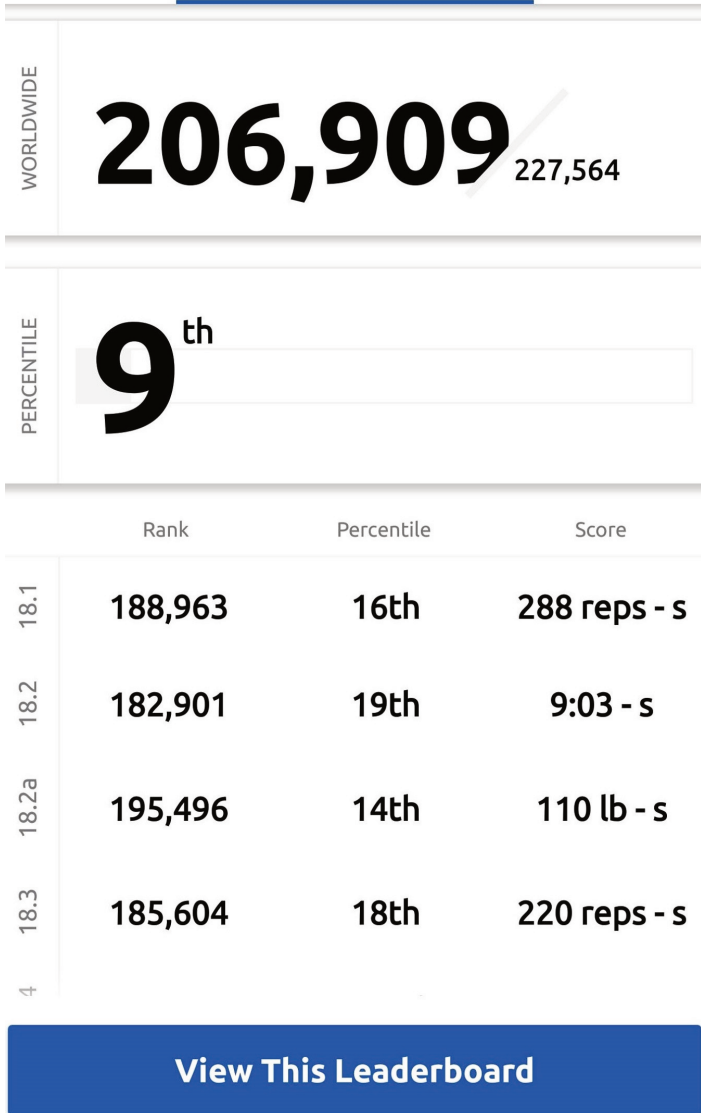 WORLDWIDE
206,909
227,564
PERCENTILE
9th
Rank Percentile Score
18.1 188,963 16th 288 reps - s
18.2 182,901 19th 9:03 - s
18.2a 195,496 14th 110 lb - s
18.3 185,604 18th 220 reps - s
4
View This Leaderboard